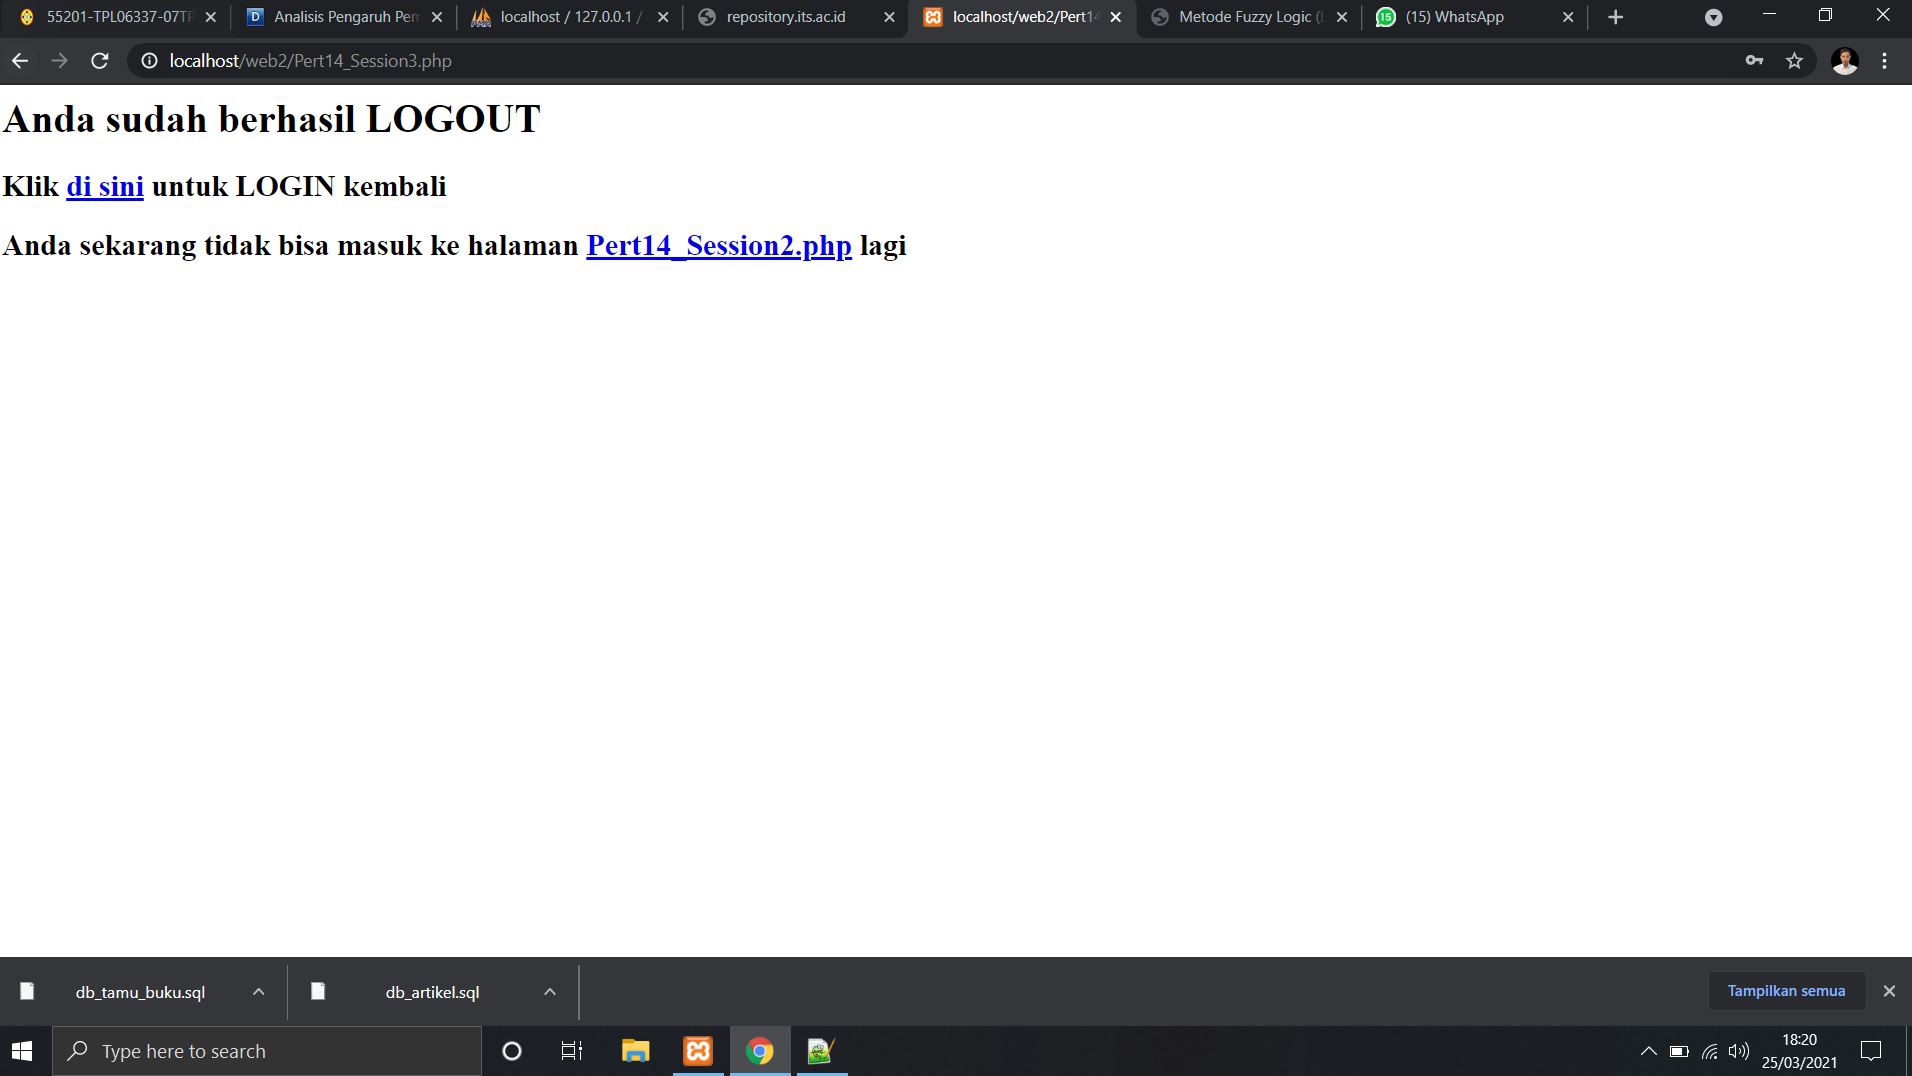 55201-TPL06337-07TP
Analisis Pengaruh Pem
localhost / 127.0.0.1 /
repository.its.ac.id
localhost/web2/Pert14
Metode Fuzzy Logic (L
15 (15) WhatsApp
localhost/web2/Pert14_Session3.php
Anda sudah berhasil LOGOUT
Klik di sini untuk LOGIN kembali
Anda sekarang tidak bisa masuk ke halaman Pert14_Session2.php lagi
db_tamu_buku.sql
db_artikel.sql
Tampilkan semua
Type here to search
18:20
25/03/2021